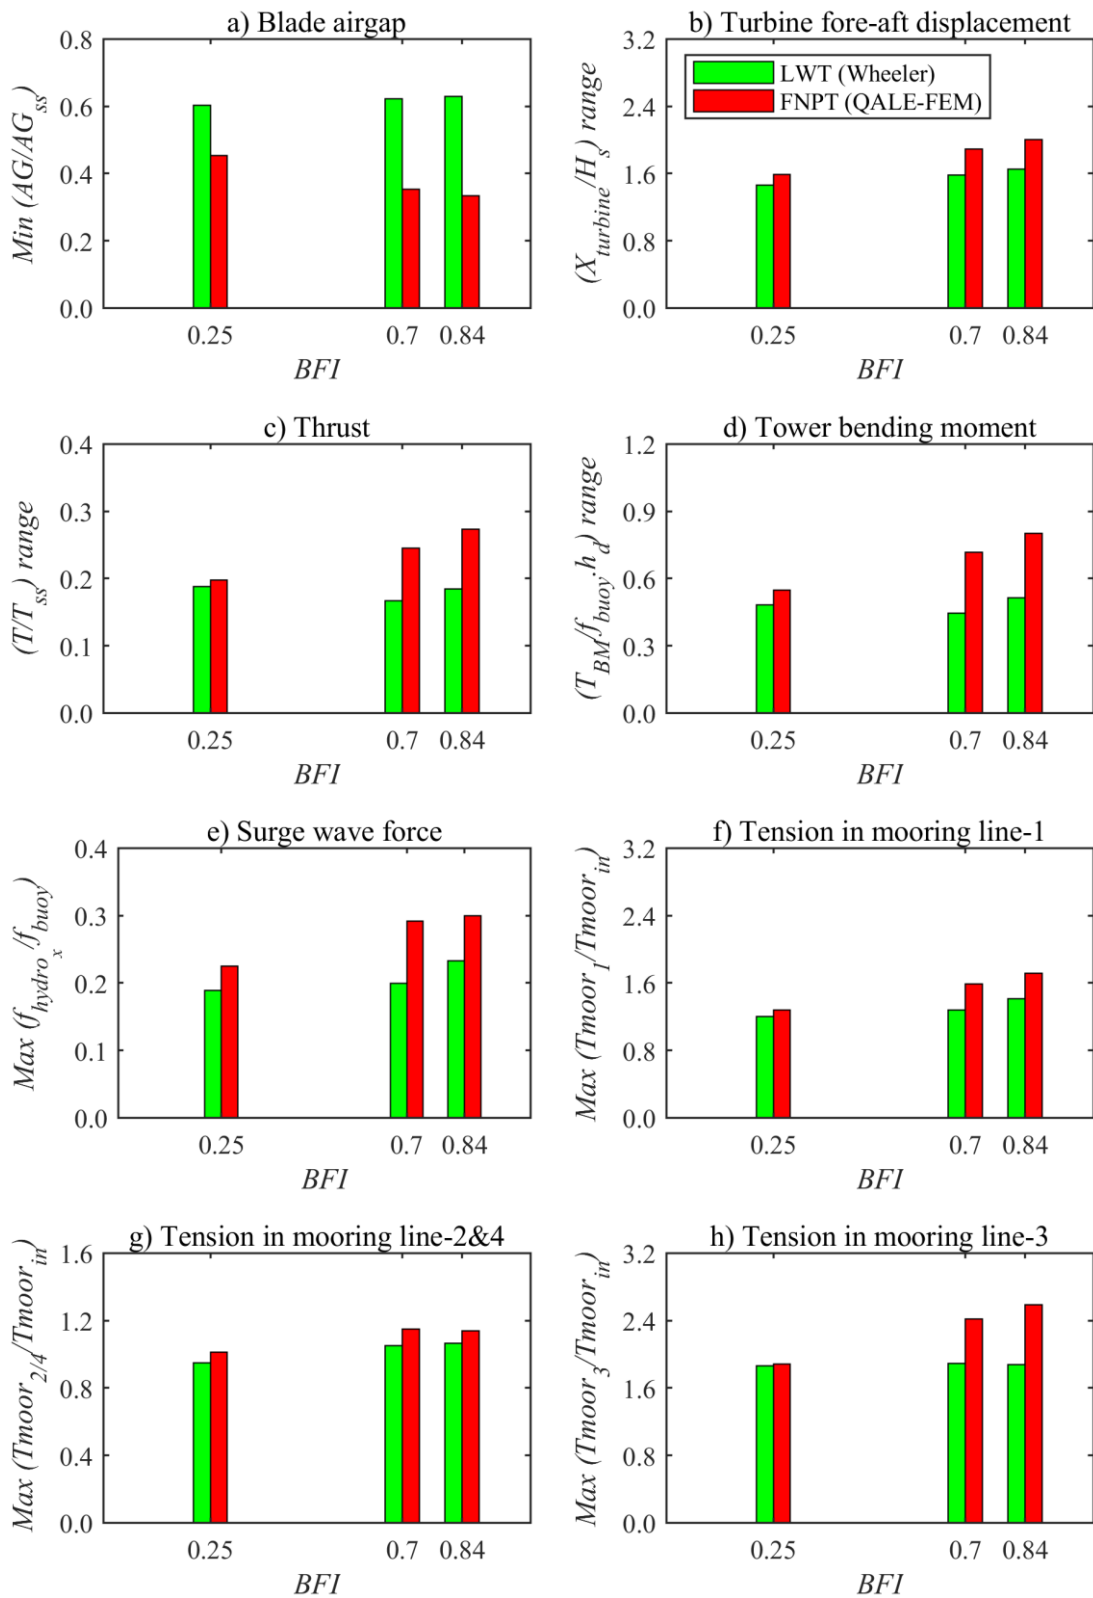 a) Blade airgap
Min (AG/AG_ss)
0.8
0.6
0.4
0.2
0.0
0.25 0.7 0.84
BFI
b) Turbine fore-aft displacement
(X_turbine/H_s) range
3.2
2.4
1.6
0.8
0.0
LWT (Wheeler)
FNPT (QALE-FEM)
0.25 0.7 0.84
BFI
c) Thrust
(T/T_ss) range
0.4
0.3
0.2
0.1
0.0
0.25 0.7 0.84
BFI
d) Tower bending moment
(T_BM/f_buoy.h_d) range
1.2
0.9
0.6
0.3
0.0
0.25 0.7 0.84
BFI
e) Surge wave force
Max (f_hydro_x/f_buoy)
0.4
0.3
0.2
0.1
0.0
0.25 0.7 0.84
BFI
f) Tension in mooring line-1
Max (Tmoor_1/Tmoor_in)
3.2
2.4
1.6
0.8
0.0
0.25 0.7 0.84
BFI
g) Tension in mooring line-2&4
Max (Tmoor_2/4/Tmoor_in)
1.6
1.2
0.8
0.4
0.0
0.25 0.7 0.84
BFI
h) Tension in mooring line-3
Max (Tmoor_3/Tmoor_in)
3.2
2.4
1.6
0.8
0.0
0.25 0.7 0.84
BFI